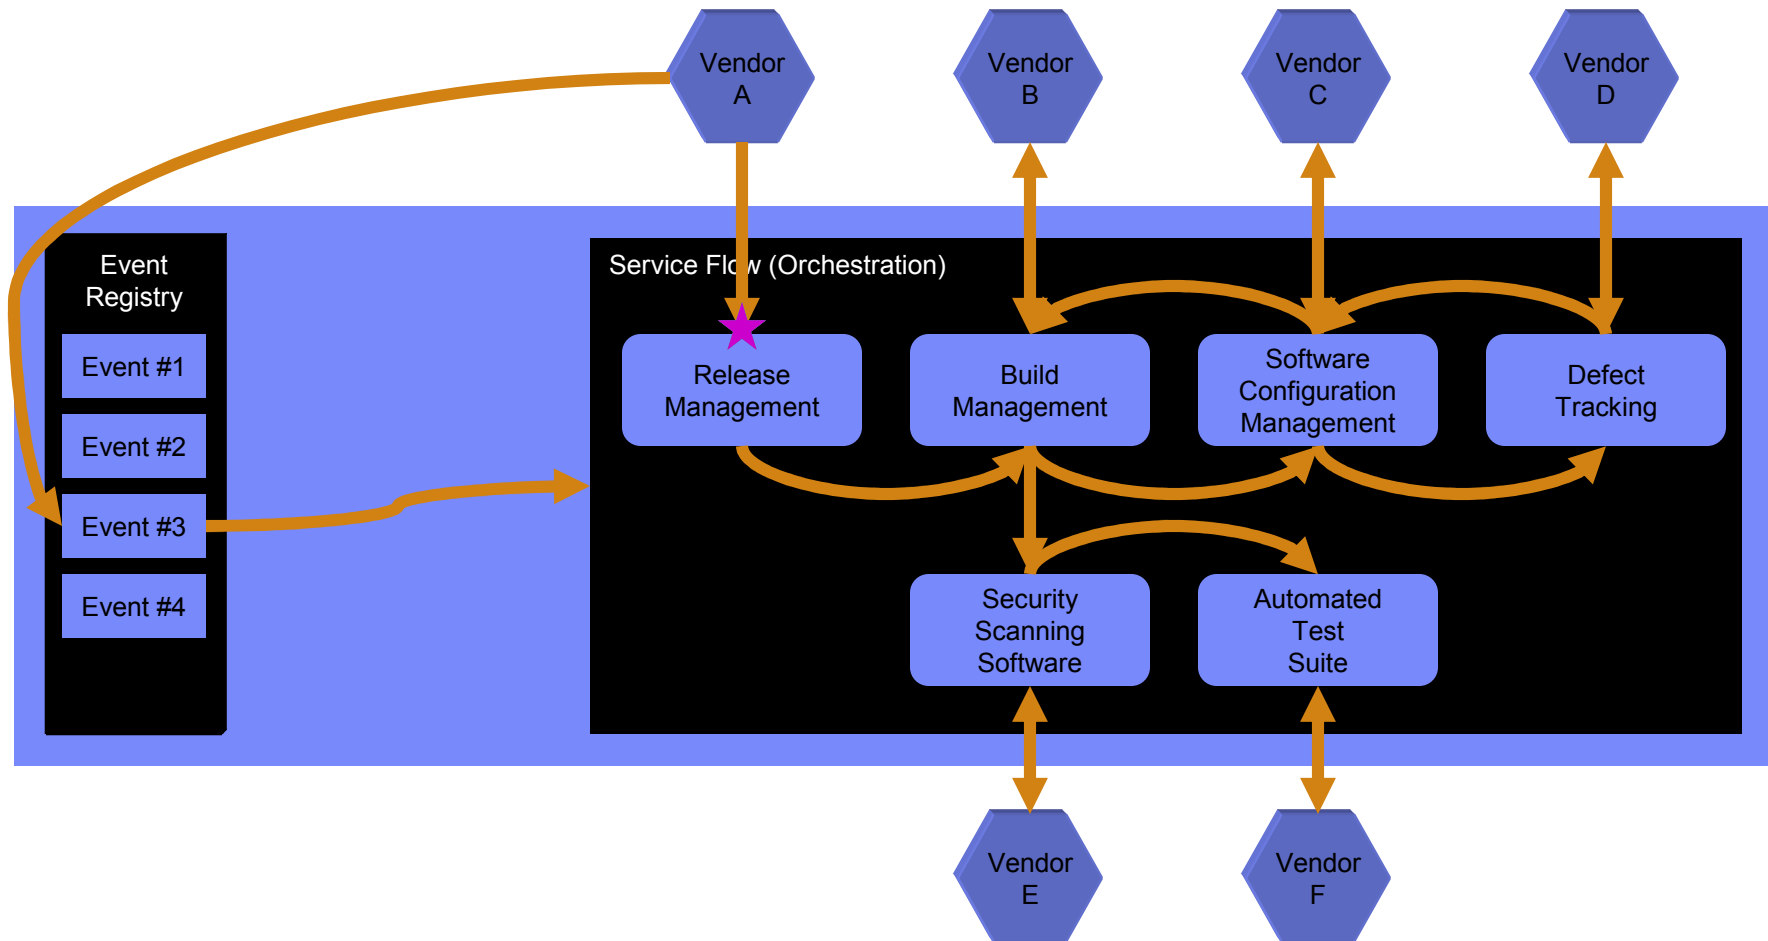 Vendor
A
Vendor
B
Vendor
C
Vendor
D
Event
Registry
Event #1
Event #2
Event #3
Event #4
Service Flow (Orchestration)
Release
Management
Build
Management
Software
Configuration
Management
Defect
Tracking
Security
Scanning
Software
Automated
Test
Suite
Vendor
E
Vendor
F